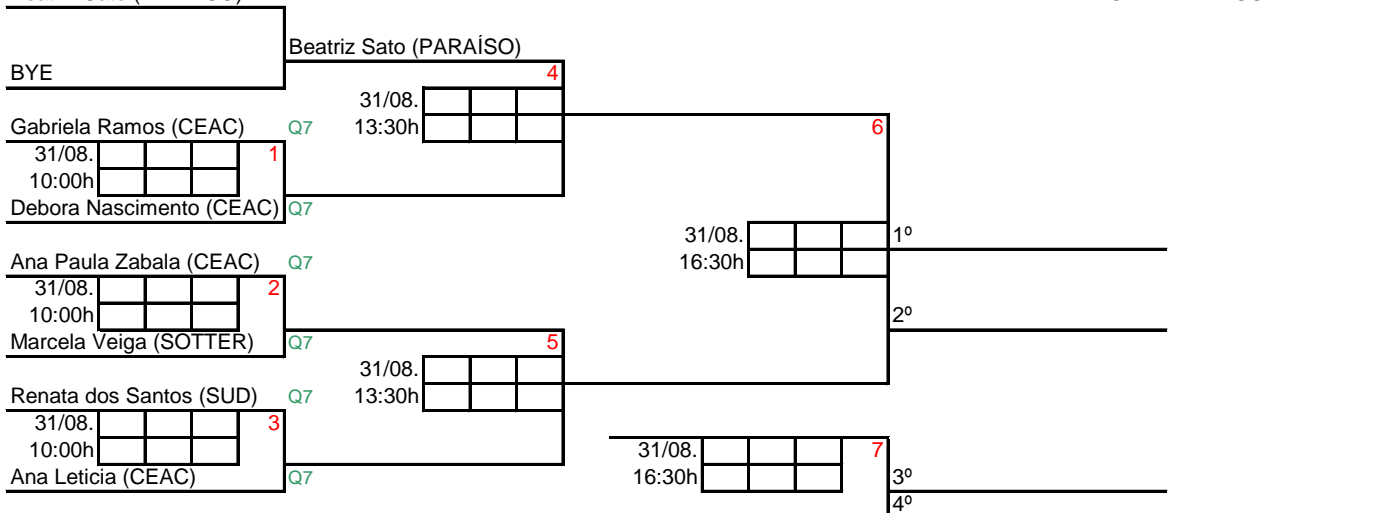 Beatriz Sato (PARAÍSO)
BYE
4
31/08.
13:30h
Gabriela Ramos (CEAC) Q7
6
31/08.
1
10:00h
Debora Nascimento (CEAC) Q7
31/08.
1º
16:30h
Ana Paula Zabala (CEAC) Q7
31/08.
2
10:00h
2º
Marcela Veiga (SOTTER) Q7
5
31/08.
13:30h
Renata dos Santos (SUD) Q7
31/08.
3
10:00h
31/08.
7
16:30h
Ana Leticia (CEAC) Q7
3º
4º